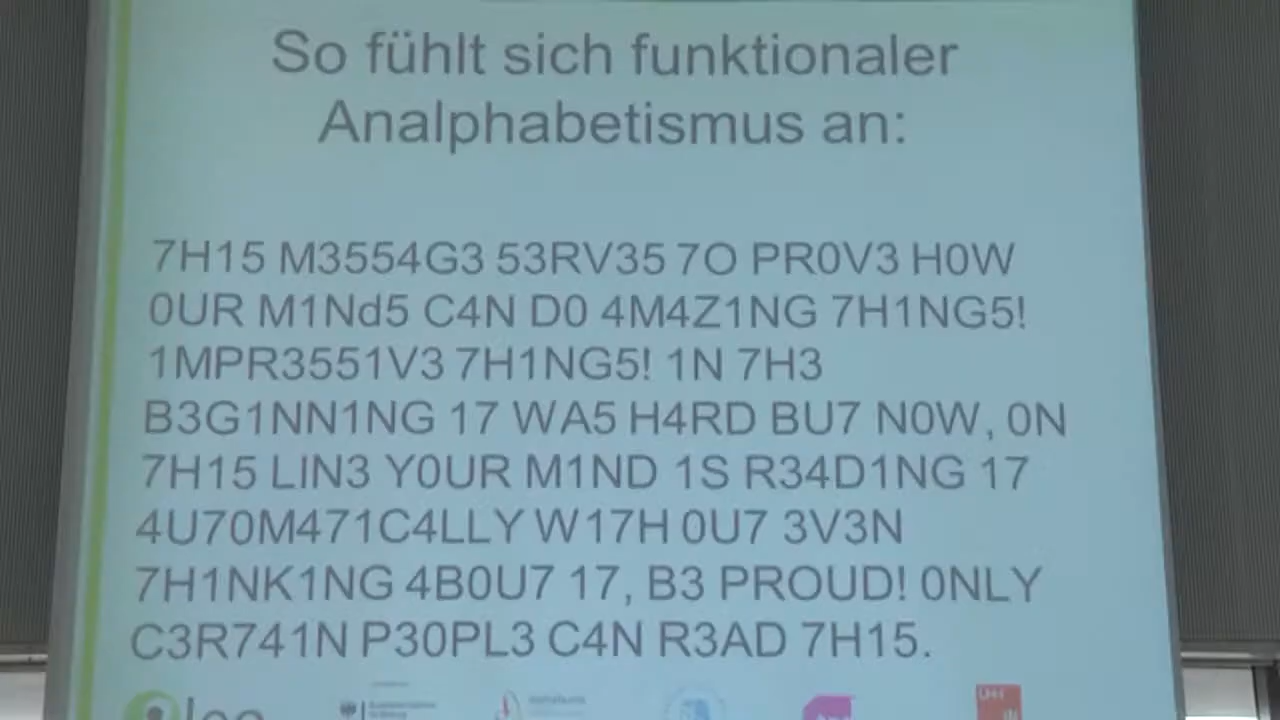 So fühlt sich funktionaler
Analphabetismus an:
7H15 M3554G3 53RV35 7O PR0V3 H0W
0UR M1Nd5 C4N D0 4M4Z1NG 7H1NG5!
1MPR3551V3 7H1NG5! 1N 7H3
B3G1NN1NG 17 WA5 H4RD BU7 N0W, 0N
7H15 LIN3 Y0UR M1ND 1S R34D1NG 17
4U70M471C4LLY W17H 0U7 3V3N
7H1NK1NG 4B0U7 17, B3 PROUD! 0NLY
C3R741N P30PL3 C4N R3AD 7H15.
leo